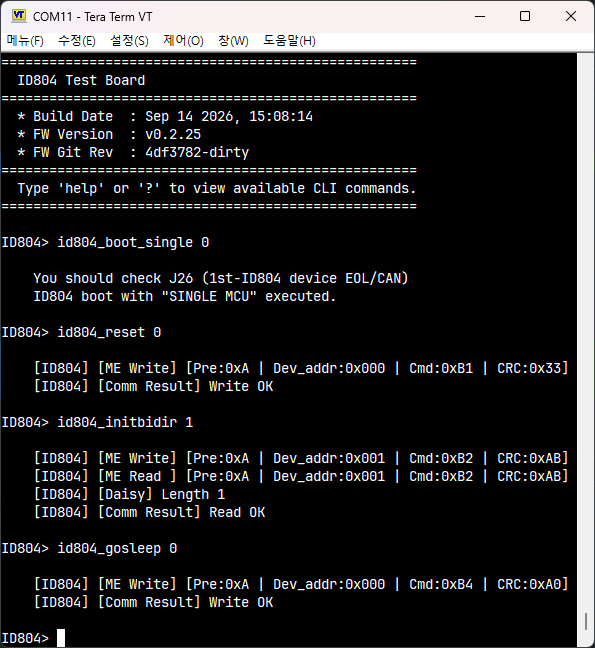 COM11 - Tera Term VT
메뉴(F) 수정(E) 설정(S) 제어(O) 창(W) 도움말(H)
====================================================
  ID804 Test Board
====================================================
  * Build Date  : Sep 14 2026, 15:08:14
  * FW Version  : v0.2.25
  * FW Git Rev  : 4df3782-dirty
====================================================
  Type 'help' or '?' to view available CLI commands.
====================================================
ID804> id804_boot_single 0
    You should check J26 (1st-ID804 device EOL/CAN)
    ID804 boot with "SINGLE MCU" executed.
ID804> id804_reset 0
    [ID804] [ME Write] [Pre:0xA | Dev_addr:0x000 | Cmd:0xB1 | CRC:0x33]
    [ID804] [Comm Result] Write OK
ID804> id804_initbidir 1
    [ID804] [ME Write] [Pre:0xA | Dev_addr:0x001 | Cmd:0xB2 | CRC:0xAB]
    [ID804] [ME Read ] [Pre:0xA | Dev_addr:0x001 | Cmd:0xB2 | CRC:0xAB]
    [ID804] [Daisy] Length 1
    [ID804] [Comm Result] Read OK
ID804> id804_gosleep 0
    [ID804] [ME Write] [Pre:0xA | Dev_addr:0x000 | Cmd:0xB4 | CRC:0xA0]
    [ID804] [Comm Result] Write OK
ID804>